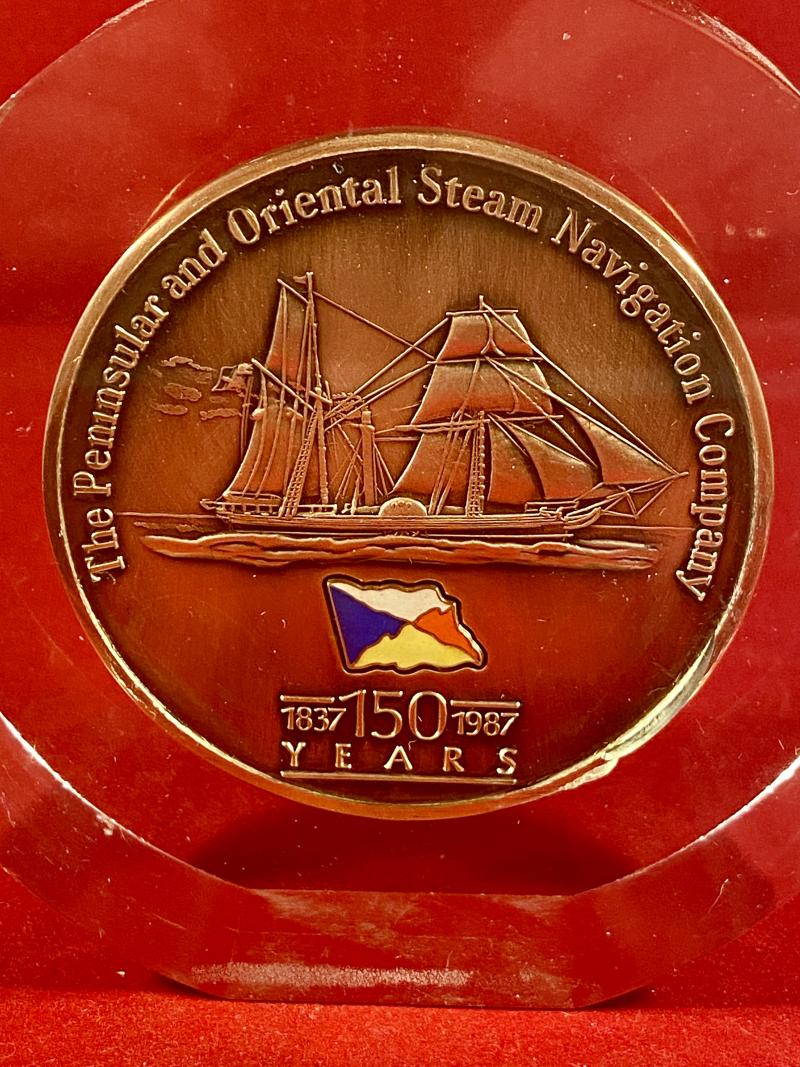 The Peninsular and Oriental Steam Navigation Company
1837 150 1987
YEARS